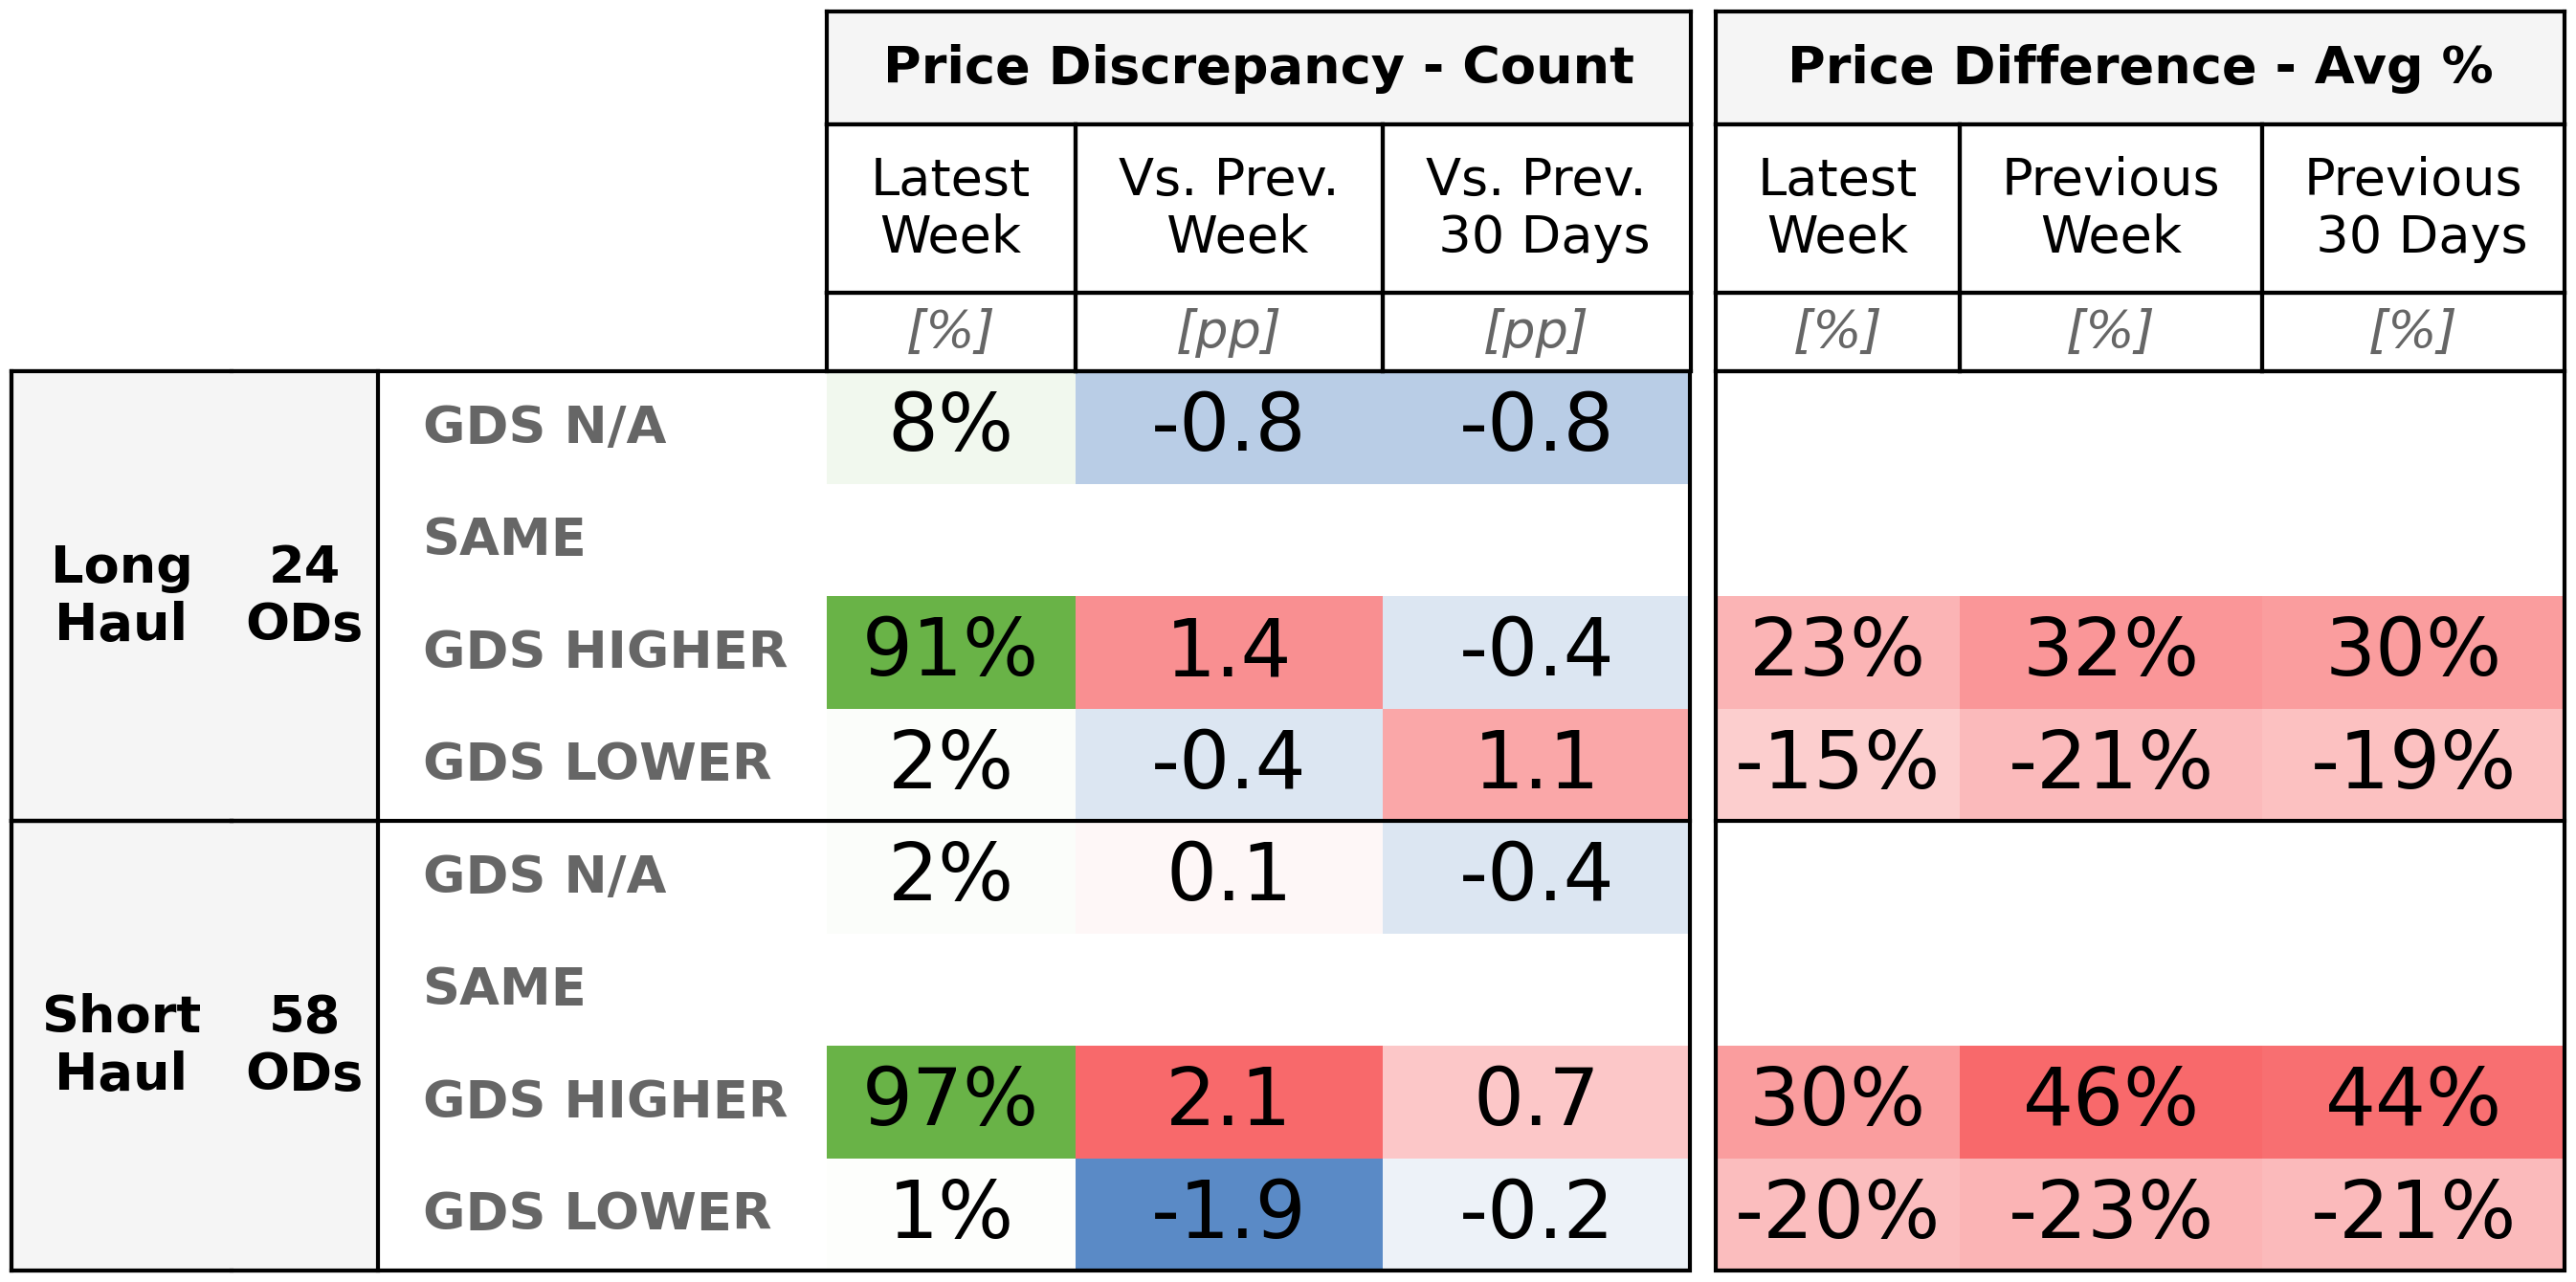 Price Discrepancy - Count Price Difference - Avg %
Latest Week Vs. Prev. Week Vs. Prev. 30 Days Latest Week Previous Week Previous 30 Days
[%] [pp] [pp] [%] [%] [%]
Long Haul 24 ODs
GDS N/A 8% -0.8 -0.8
SAME
GDS HIGHER 91% 1.4 -0.4 23% 32% 30%
GDS LOWER 2% -0.4 1.1 -15% -21% -19%
Short Haul 58 ODs
GDS N/A 2% 0.1 -0.4
SAME
GDS HIGHER 97% 2.1 0.7 30% 46% 44%
GDS LOWER 1% -1.9 -0.2 -20% -23% -21%